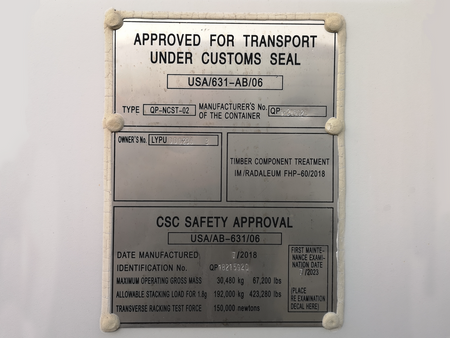 APPROVED FOR TRANSPORT
UNDER CUSTOMS SEAL
USA/631-AB/06
TYPE QP-NCST-02 MANUFACTURER'S No. OF THE CONTAINER QP
OWNER'S No. LYPU
TIMBER COMPONENT TREATMENT
IM/RADALEUM FHP-60/2018
CSC SAFETY APPROVAL
USA/AB-631/06
DATE MANUFACTURED /2018
IDENTIFICATION No. QP
MAXIMUM OPERATING GROSS MASS 30,480 kg 67,200 lbs
ALLOWABLE STACKING LOAD FOR 1.8g 192,000 kg 423,280 lbs
TRANSVERSE RACKING TEST FORCE 150,000 newtons
FIRST MAINTE-
NANCE EXAMI-
NATION DATE
/2023
(PLACE
RE EXAMINATION
DECAL HERE)